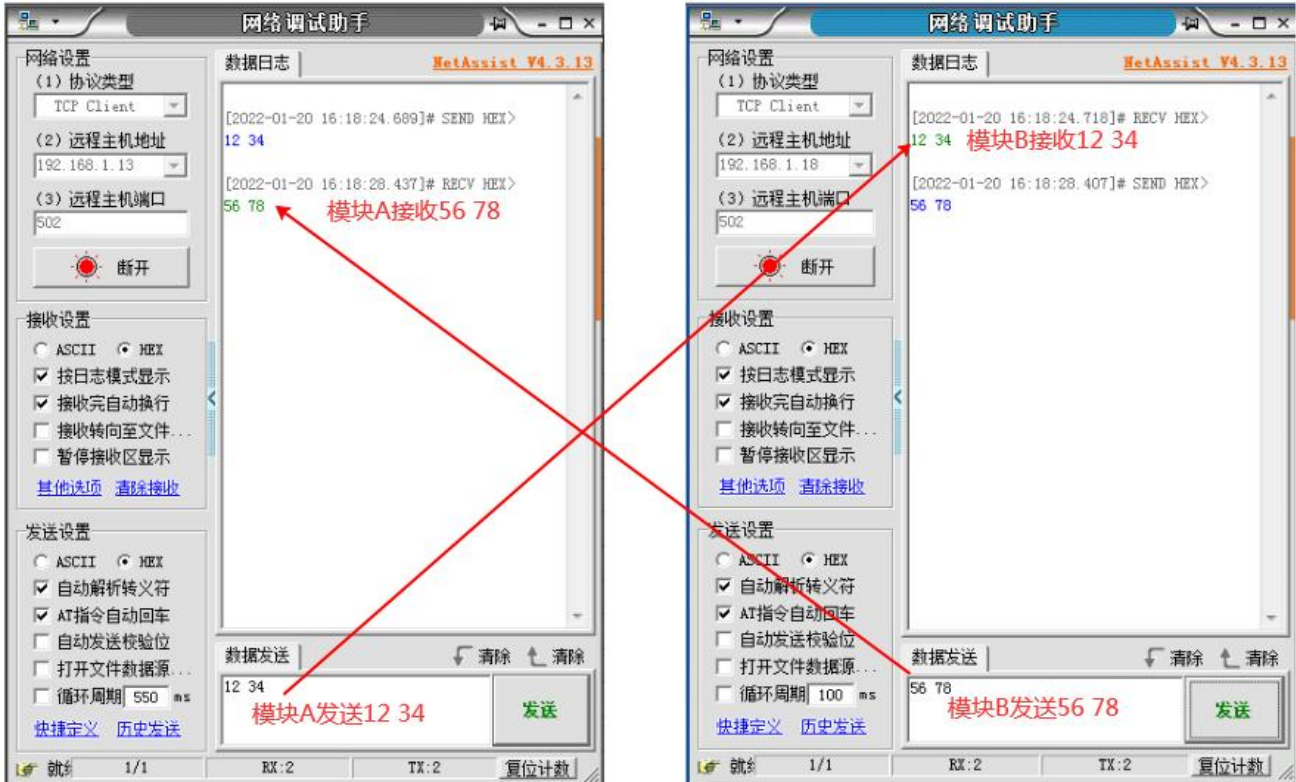 网络调试助手
网络设置
(1) 协议类型
TCP Client
(2) 远程主机地址
192.168.1.13
(3) 远程主机端口
502
断开
接收设置
ASCII HEX
按日志模式显示
接收完自动换行
接收转向至文件...
暂停接收区显示
其他选项 清除接收
发送设置
ASCII HEX
自动解析转义符
AT指令自动回车
自动发送校验位
打开文件数据源...
循环周期 550 ms
快捷定义 历史发送
数据日志
NetAssist V4.3.13
[2022-01-20 16:18:24.689]# SEND HEX>
12 34
[2022-01-20 16:18:28.437]# RECV HEX>
56 78
模块A接收56 78
数据发送
清除 清除
12 34
模块A发送12 34
发送
1/1 RX:2 TX:2 复位计数
网络调试助手
网络设置
(1) 协议类型
TCP Client
(2) 远程主机地址
192.168.1.18
(3) 远程主机端口
502
断开
接收设置
ASCII HEX
按日志模式显示
接收完自动换行
接收转向至文件...
暂停接收区显示
其他选项 清除接收
发送设置
ASCII HEX
自动解析转义符
AT指令自动回车
自动发送校验位
打开文件数据源...
循环周期 100 ms
快捷定义 历史发送
数据日志
NetAssist V4.3.13
[2022-01-20 16:18:24.718]# RECV HEX>
12 34 模块B接收12 34
[2022-01-20 16:18:28.407]# SEND HEX>
56 78
数据发送
清除 清除
56 78
模块B发送56 78
发送
1/1 RX:2 TX:2 复位计数